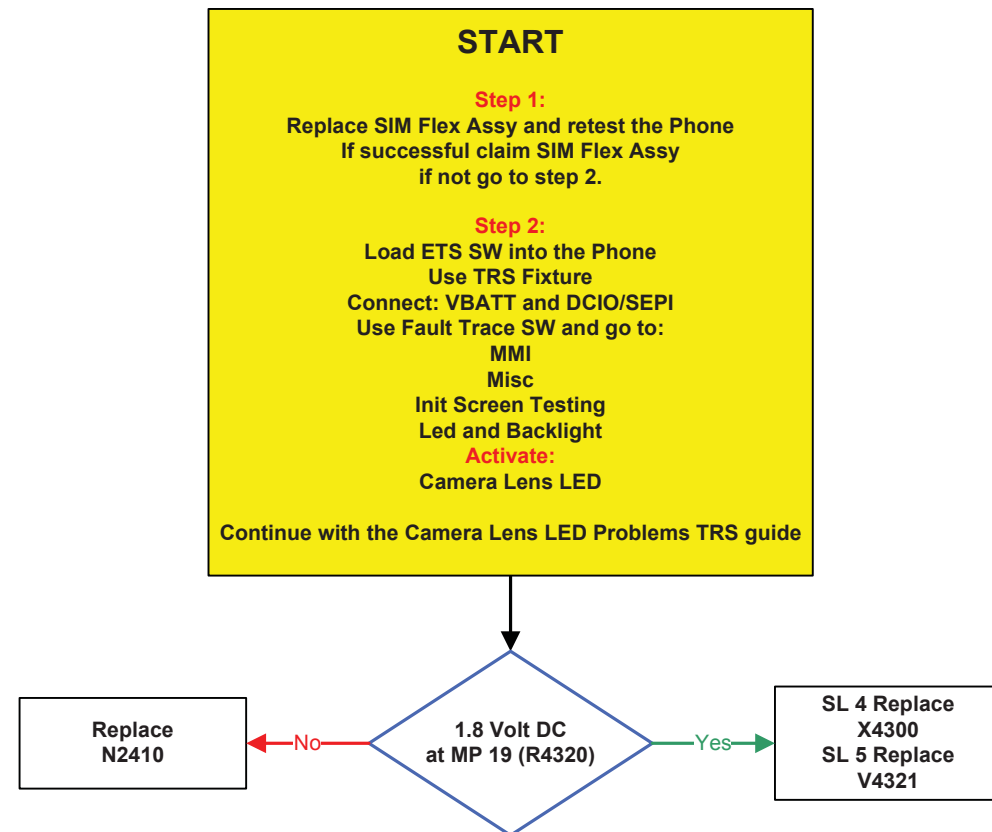 START
Step 1:
Replace SIM Flex Assy and retest the Phone
If successful claim SIM Flex Assy
if not go to step 2.
Step 2:
Load ETS SW into the Phone
Use TRS Fixture
Connect: VBATT and DCIO/SEPI
Use Fault Trace SW and go to:
MMI
Misc
Init Screen Testing
Led and Backlight
Activate:
Camera Lens LED
Continue with the Camera Lens LED Problems TRS guide
Replace
N2410
No
1.8 Volt DC
at MP 19 (R4320)
Yes
SL 4 Replace
X4300
SL 5 Replace
V4321